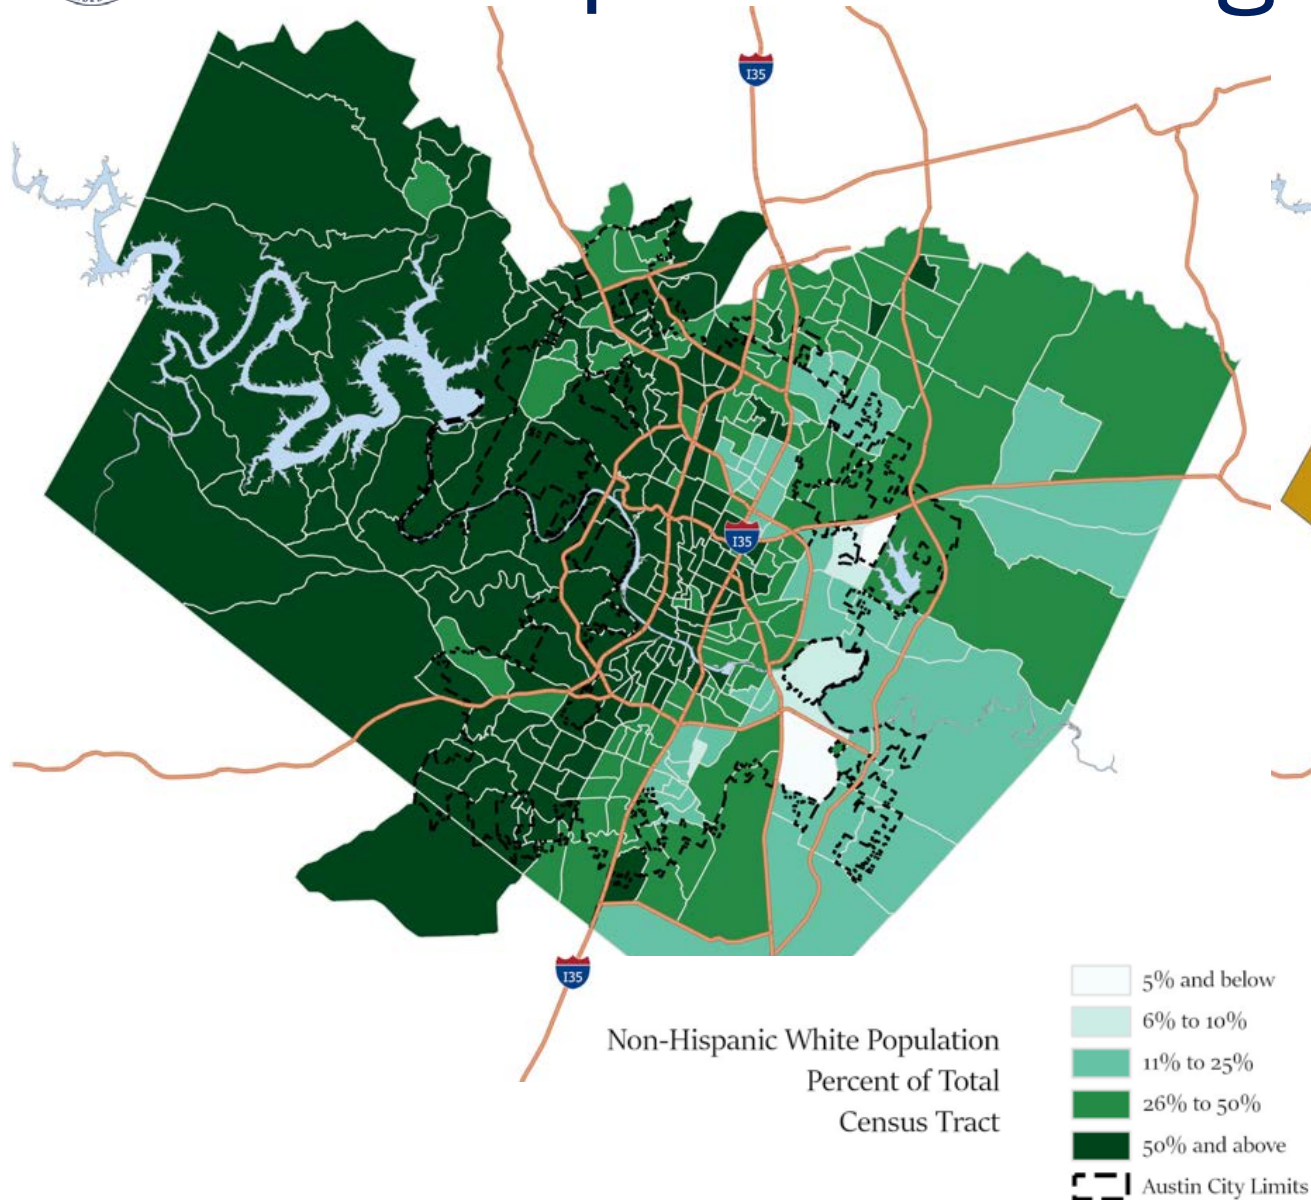 I35
I35
I35
5% and below
6% to 10%
Non-Hispanic White Population
11% to 25%
Percent of Total
26% to 50%
Census Tract
50% and above
Austin City Limits